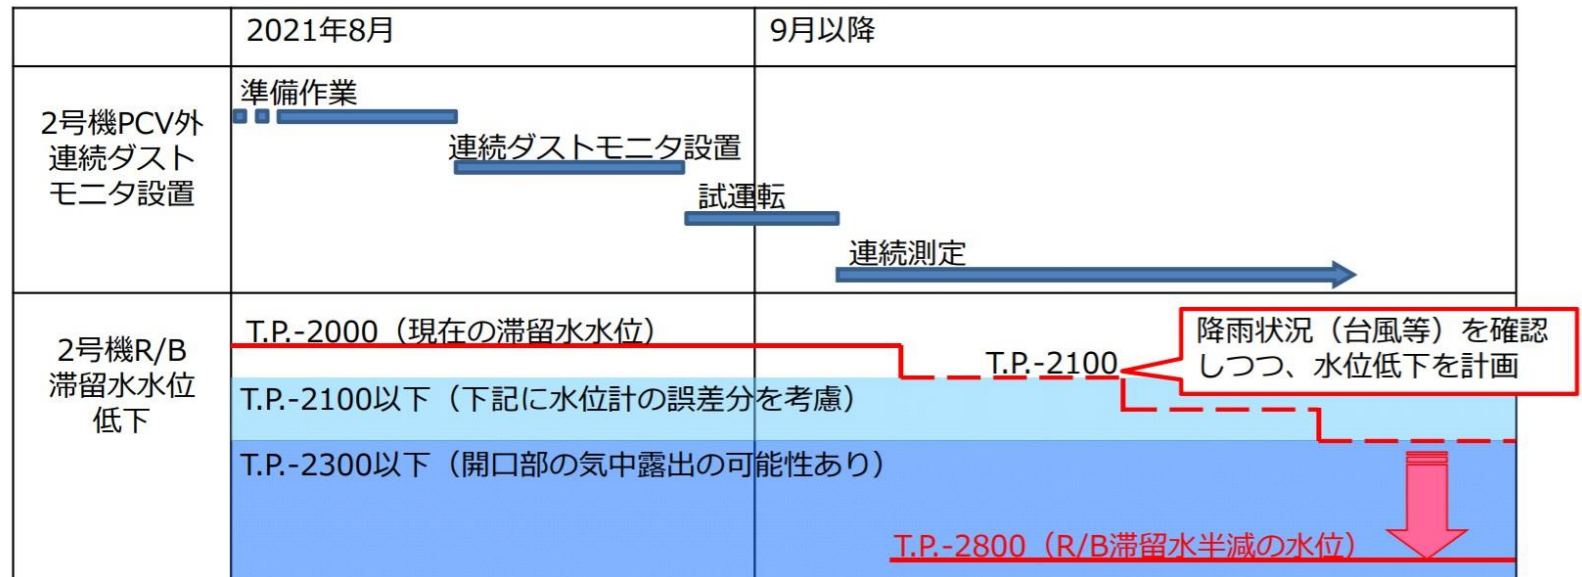 2021年8月
9月以降
2号機PCV外
連続ダスト
モニタ設置
準備作業
連続ダストモニタ設置
試運転
連続測定
2号機R/B
滞留水水位
低下
T.P.-2000（現在の滞留水水位）
T.P.-2100
降雨状況（台風等）を確認
しつつ、水位低下を計画
T.P.-2100以下（下記に水位計の誤差分を考慮）
T.P.-2300以下（開口部の気中露出の可能性あり）
T.P.-2800（R/B滞留水半減の水位）